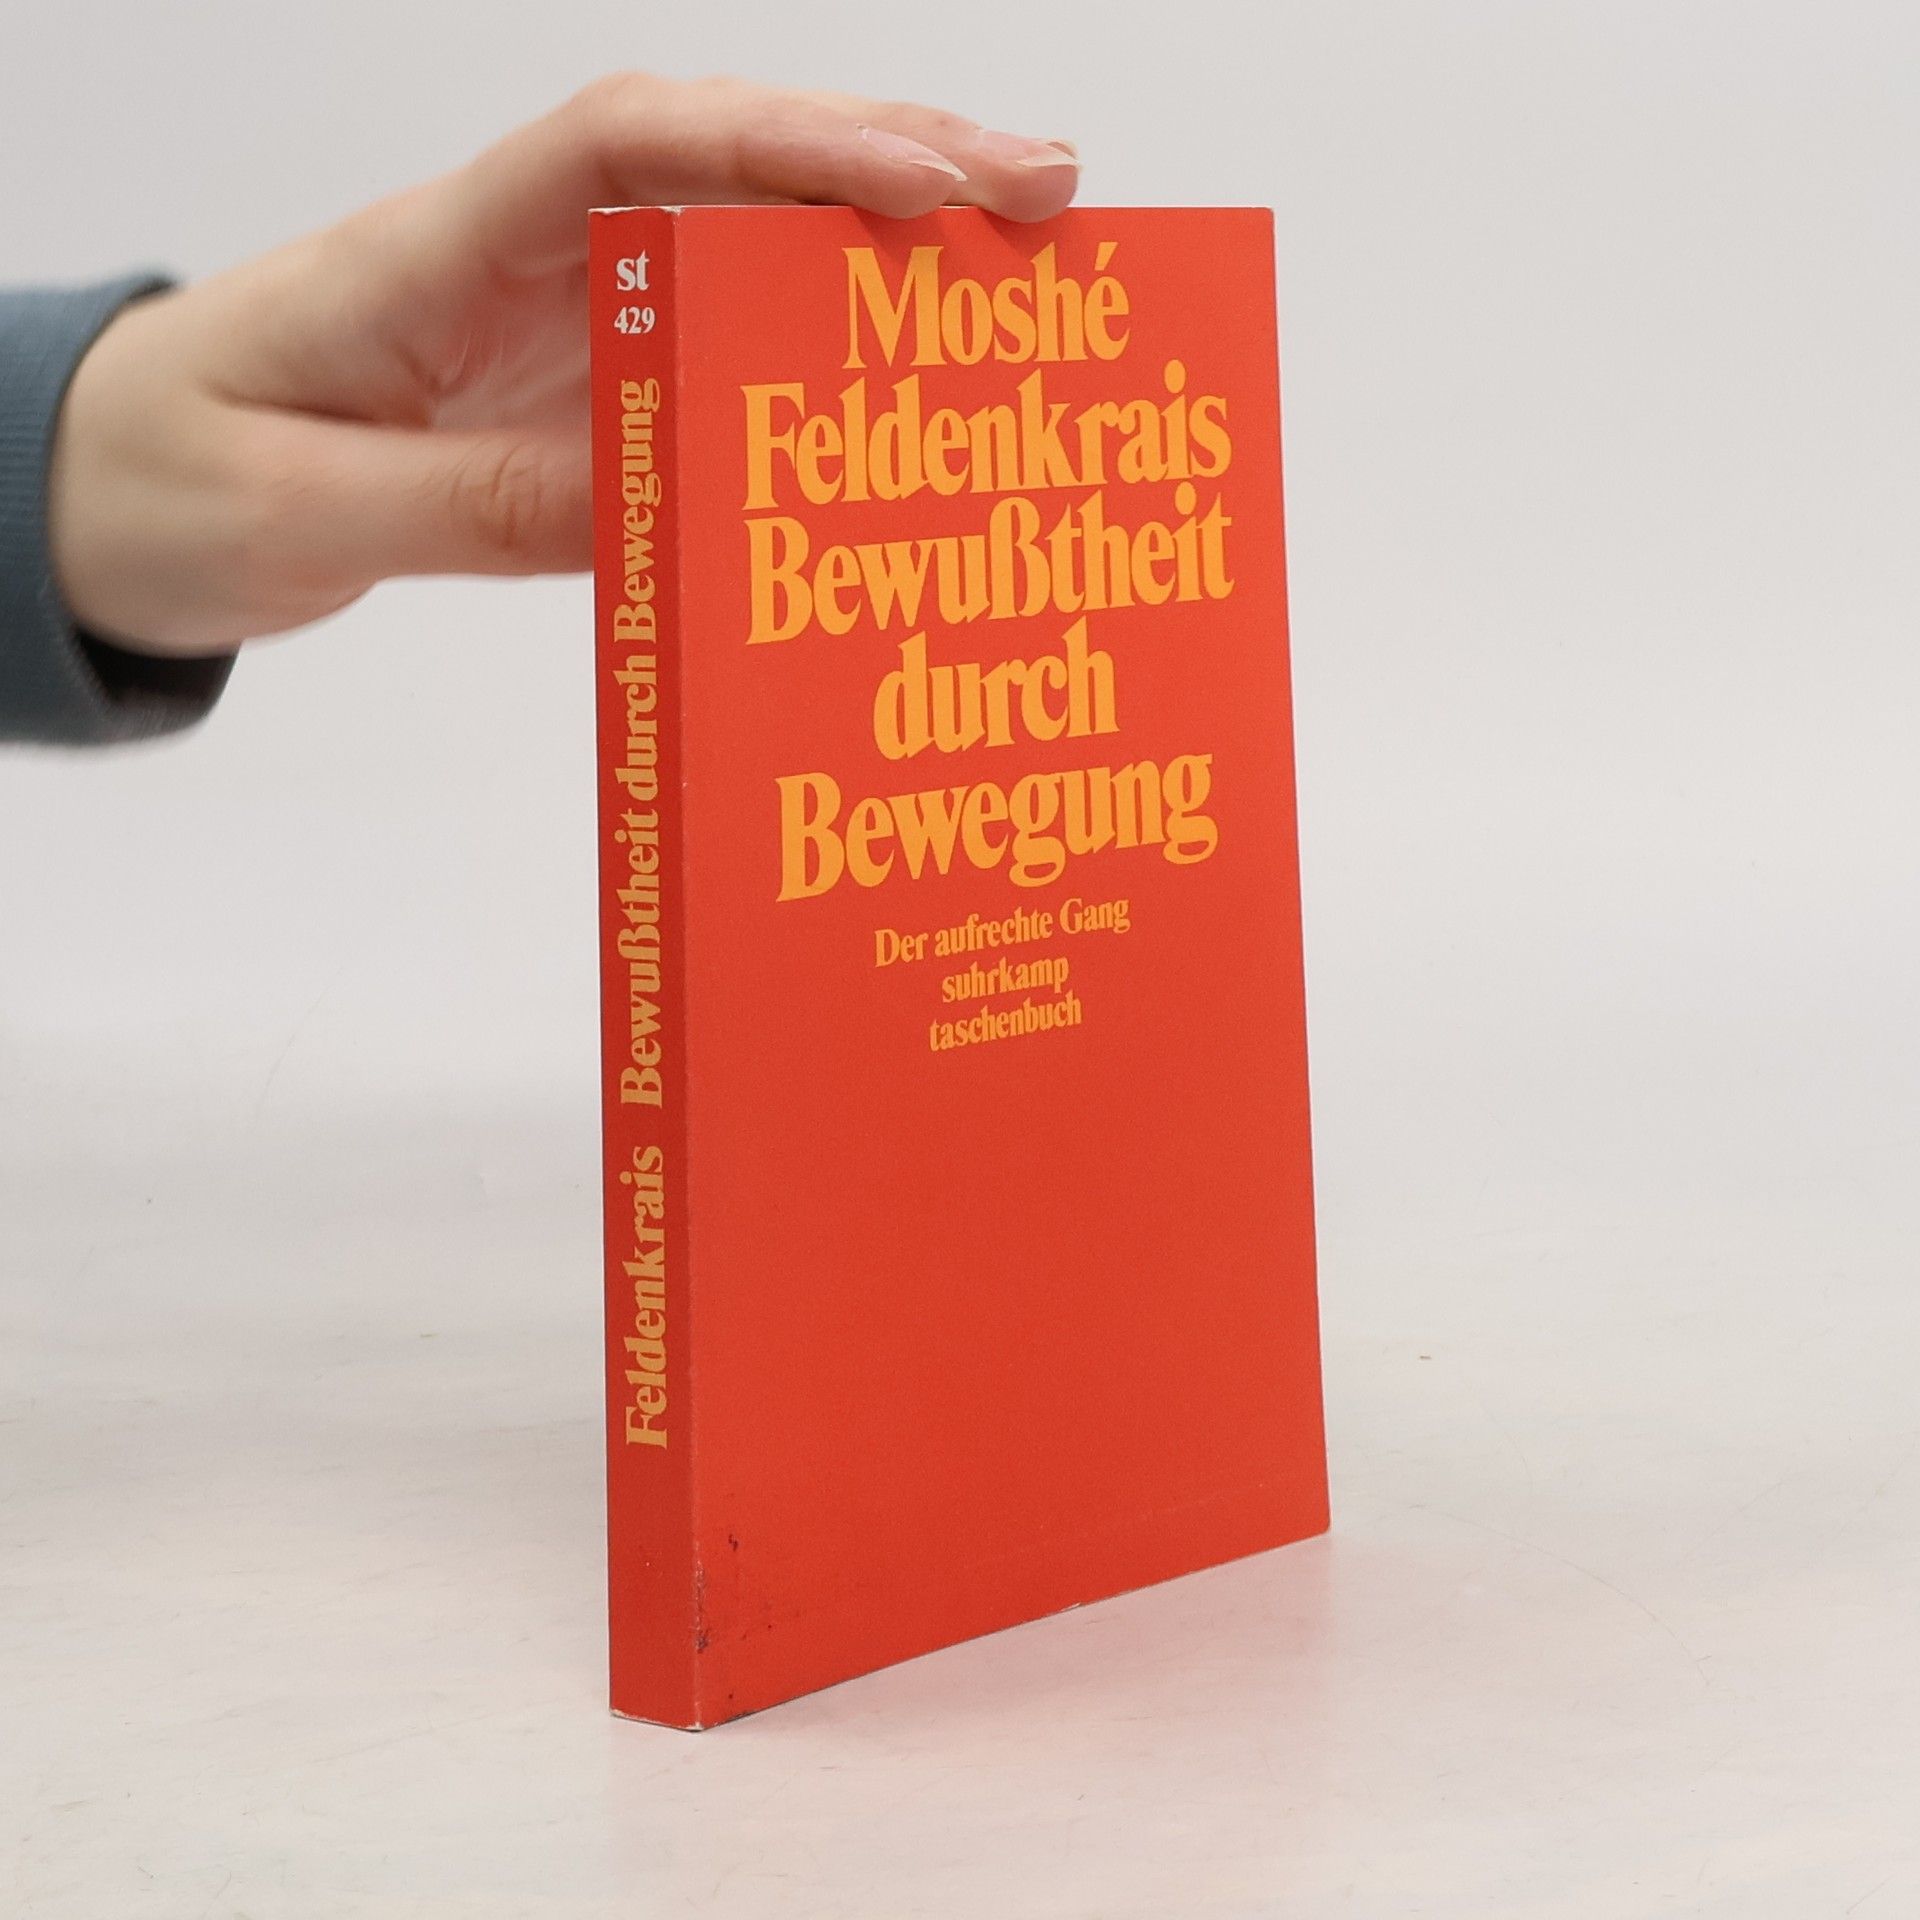 st
429
Feldenkrais Bewußtheit durch Bewegung
Moshé
Feldenkrais
Bewußtheit
durch
Bewegung
Der aufrechte Gang
suhrkamp
taschenbuch